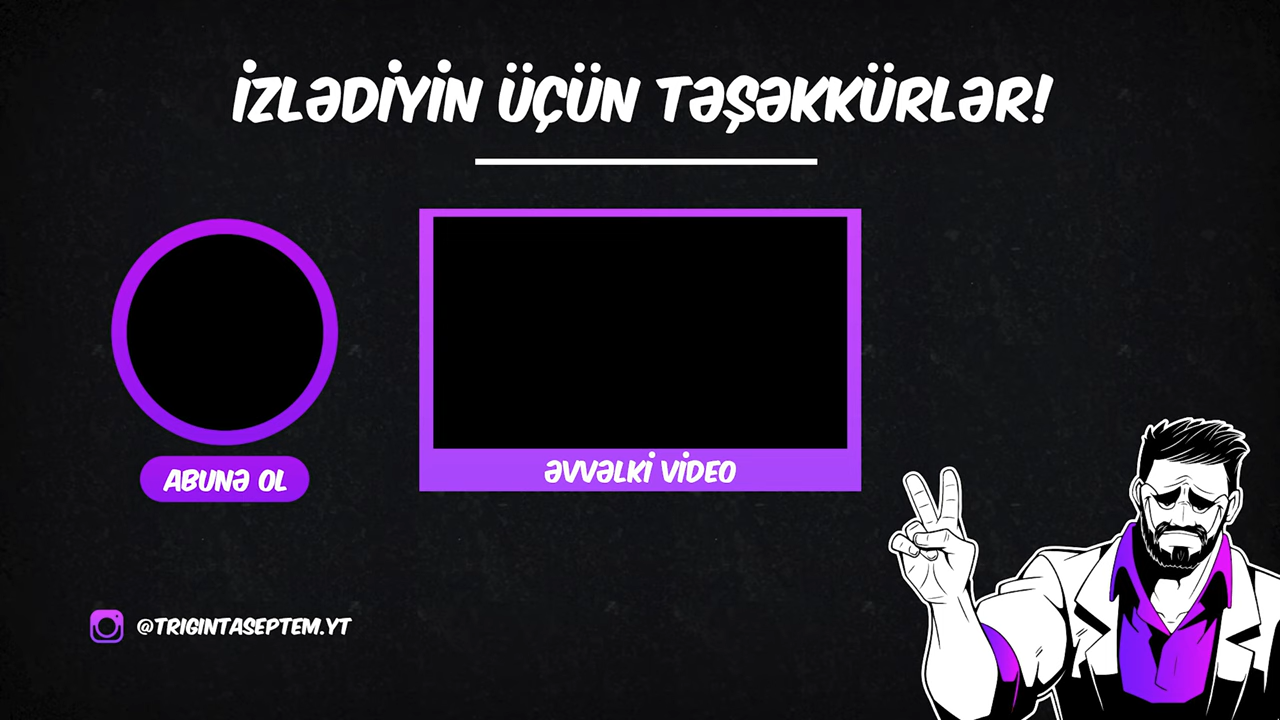 İZLƏDİYİN ÜÇÜN TƏŞƏKKÜRLƏR!
ABUNƏ OL
ƏVVƏLKİ VİDEO
@TRIGINTASEPTEM.YT